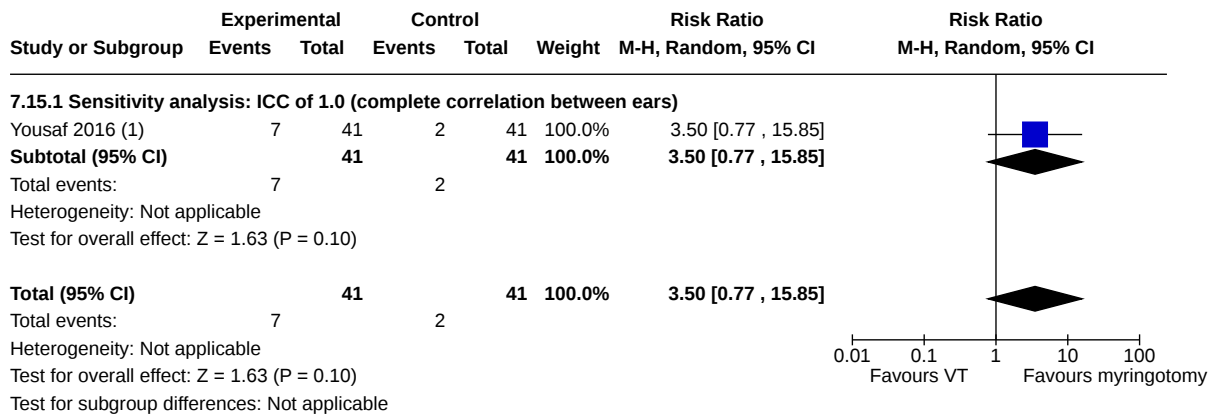 Experimental Control Risk Ratio Risk Ratio
Study or Subgroup Events Total Events Total Weight M-H, Random, 95% CI M-H, Random, 95% CI
7.15.1 Sensitivity analysis: ICC of 1.0 (complete correlation between ears)
Yousaf 2016 (1) 7 41 2 41 100.0% 3.50 [0.77 , 15.85]
Subtotal (95% CI) 41 41 100.0% 3.50 [0.77 , 15.85]
Total events: 7 2
Heterogeneity: Not applicable
Test for overall effect: Z = 1.63 (P = 0.10)
Total (95% CI) 41 41 100.0% 3.50 [0.77 , 15.85]
Total events: 7 2
Heterogeneity: Not applicable
0.01 0.1 1 10 100
Test for overall effect: Z = 1.63 (P = 0.10) Favours VT Favours myringotomy
Test for subgroup differences: Not applicable